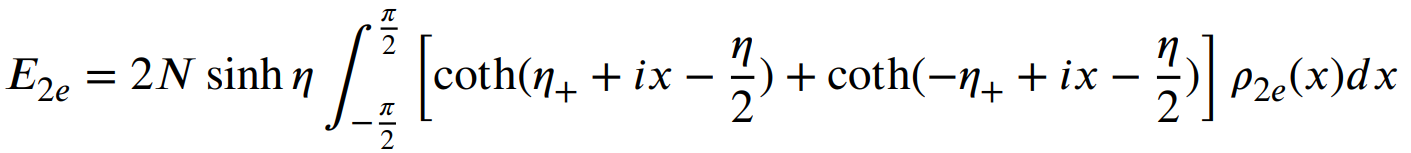 E_{2e} = 2N \sinh \eta \int_{-\frac{\pi}{2}}^{\frac{\pi}{2}} \left[ \coth(\eta_+ + ix - \frac{\eta}{2}) + \coth(-\eta_+ + ix - \frac{\eta}{2}) \right] \rho_{2e}(x)dx